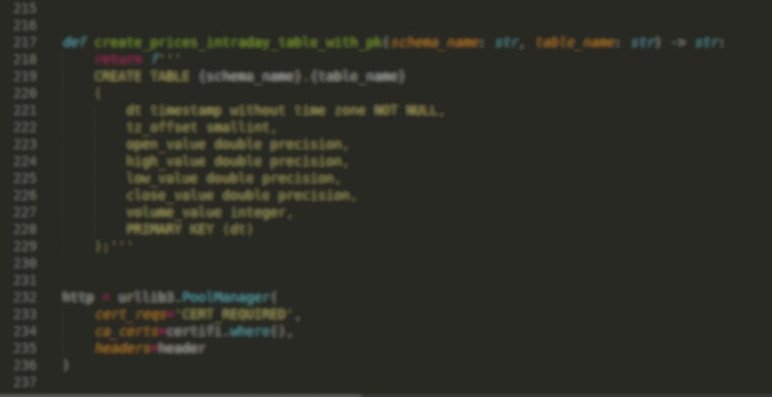 215
216
217 def create_prices_intraday_table_with_pk(schema_name: str, table_name: str) -> str:
218 return f'''
219 CREATE TABLE {schema_name}.{table_name}
220 (
221 dt timestamp without time zone NOT NULL,
222 tz_offset smallint,
223 open_value double precision,
224 high_value double precision,
225 low_value double precision,
226 close_value double precision,
227 volume_value integer,
228 PRIMARY KEY (dt)
229 );'''
230
231
232 http = urllib3.PoolManager(
233 cert_reqs='CERT_REQUIRED',
234 ca_certs=certifi.where(),
235 headers=header
236 )
237